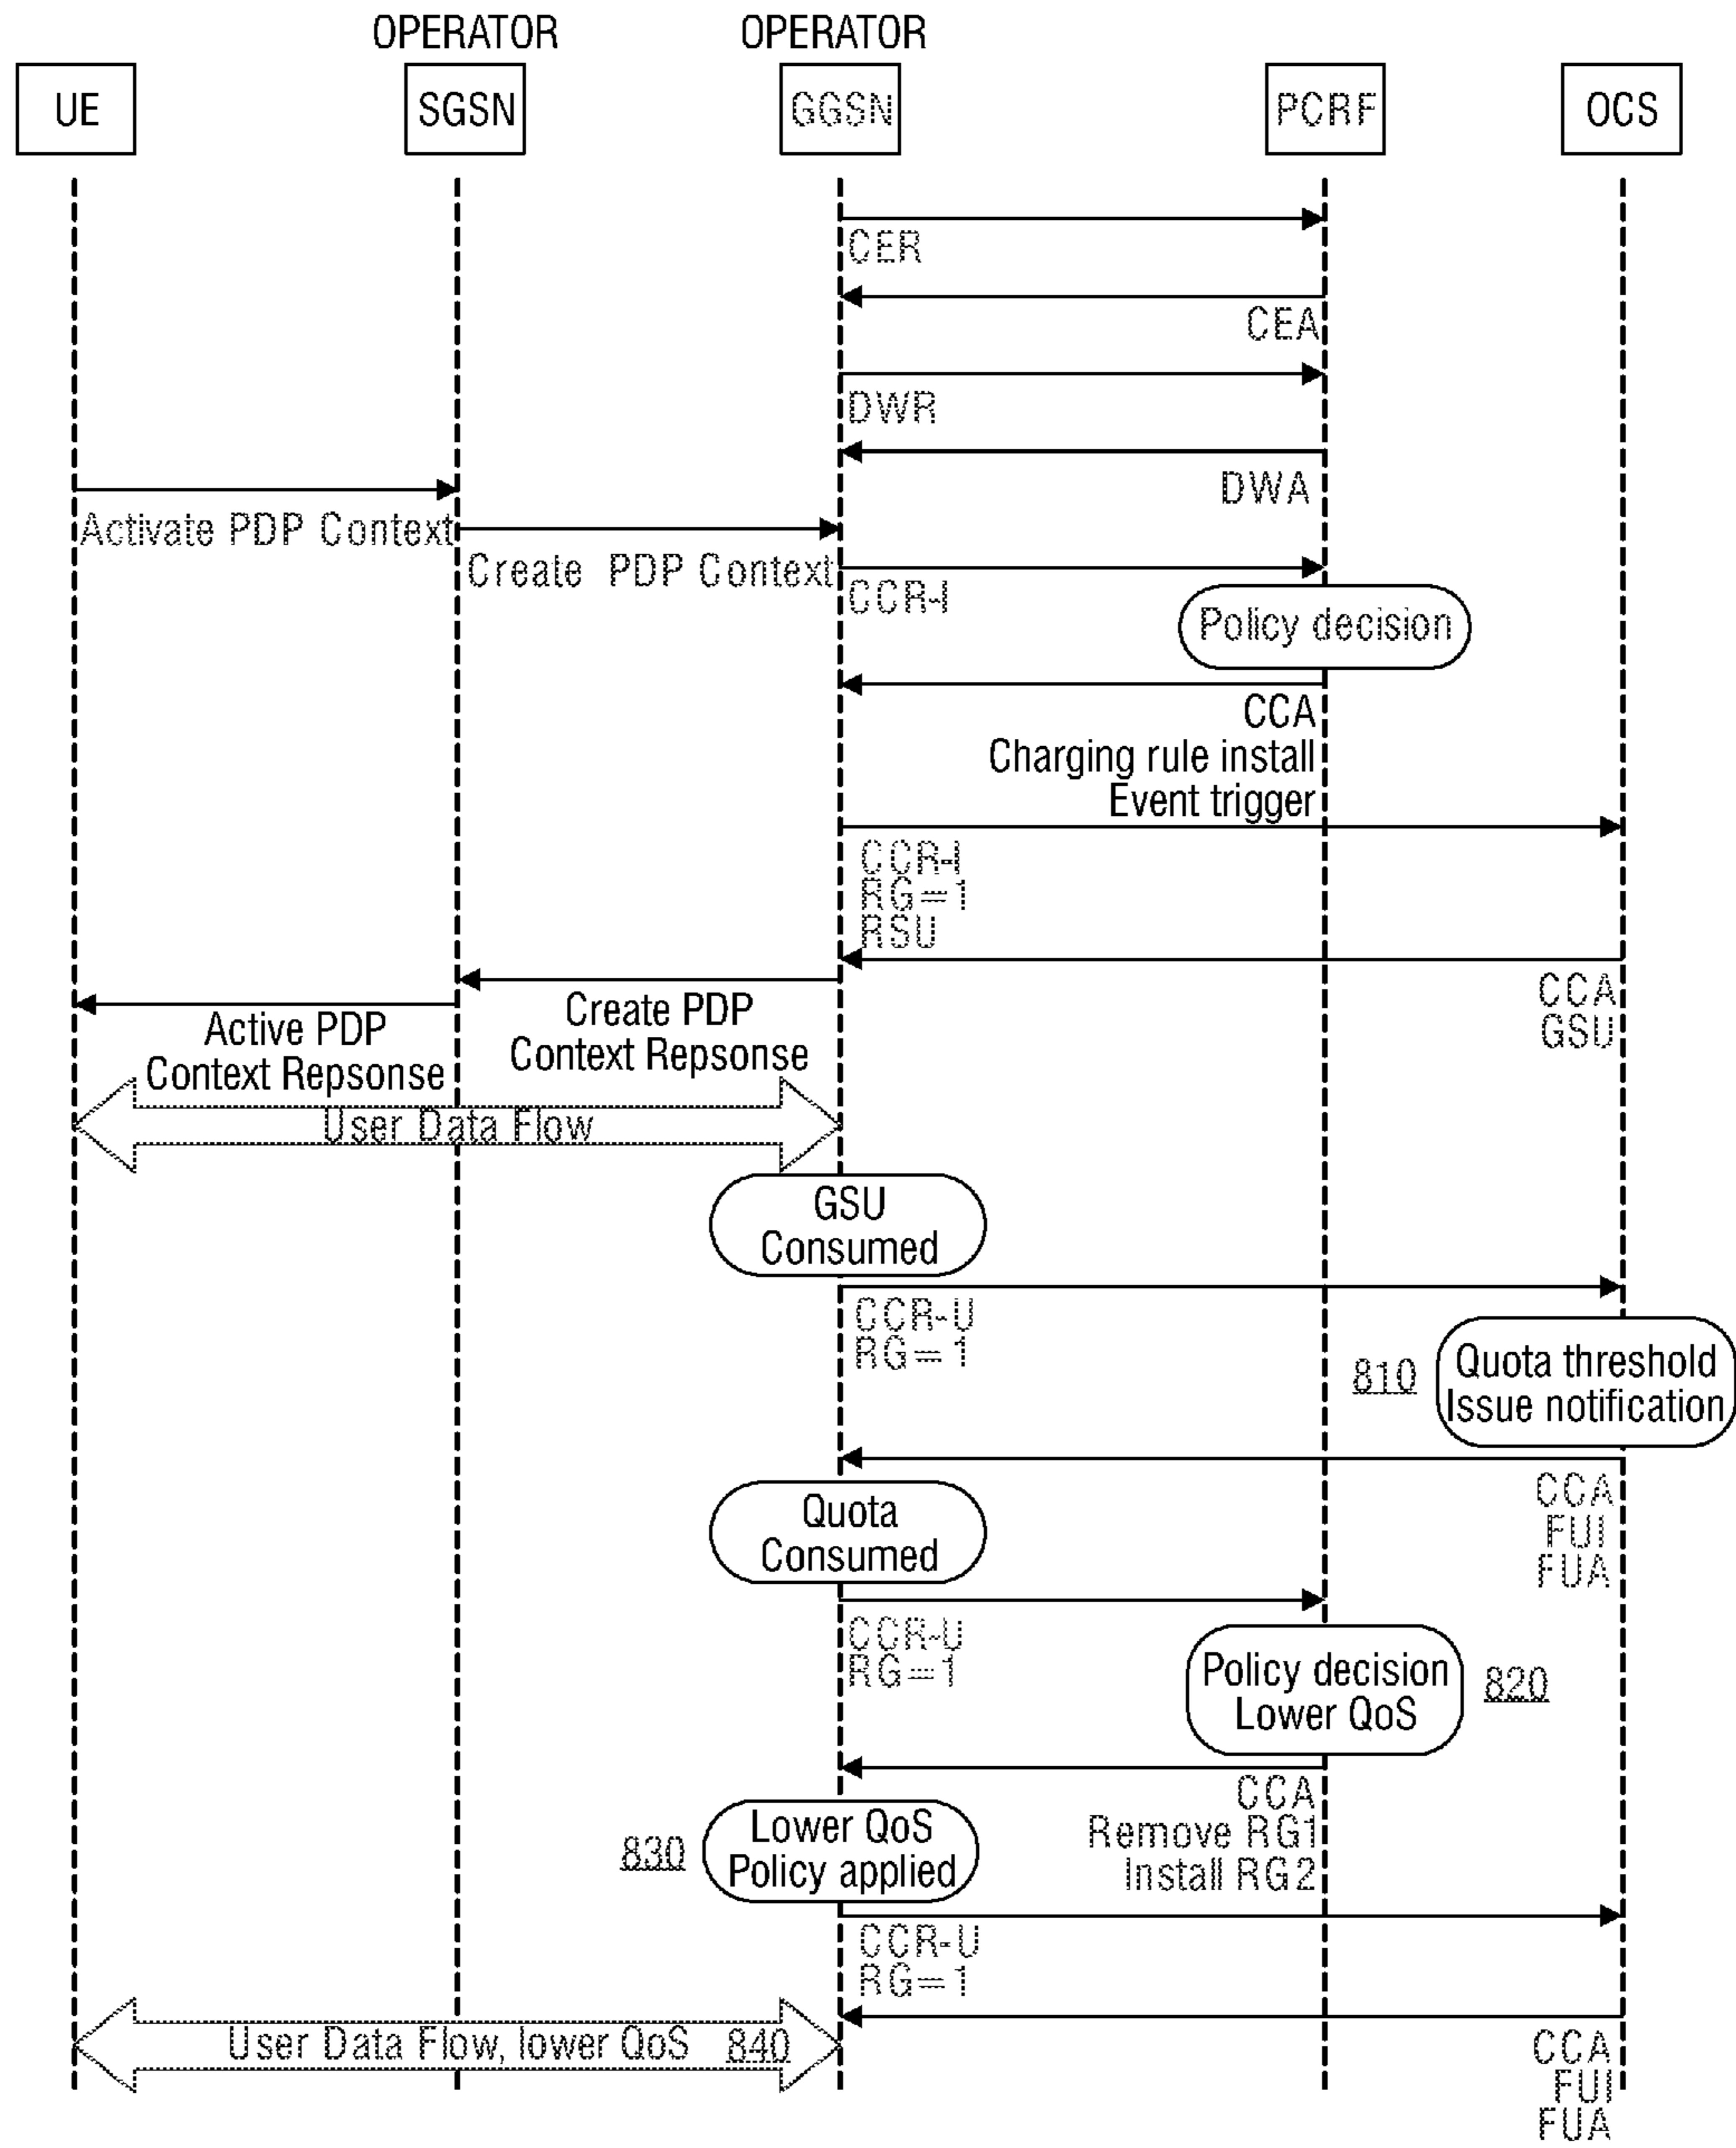 OPERATOR
OPERATOR
UE
SGSN
GGSN
PCRF
OCS
CER
CEA
DWR
DWA
Activate PDP Context
Create PDP Context
CCR-I
Policy decision
CCA
Charging rule install
Event trigger
CCR-I
RG=1
RSU
CCA
GSU
Create PDP
Context Repsonse
Active PDP
Context Repsonse
User Data Flow
GSU
Consumed
CCR-U
RG=1
810
Quota threshold
Issue notification
CCA
FUI
FUA
Quota
Consumed
CCR-U
RG=1
Policy decision
Lower QoS
820
CCA
Remove RG1
Install RG2
830
Lower QoS
Policy applied
CCR-U
RG=1
User Data Flow, lower QoS 840
CCA
FUI
FUA